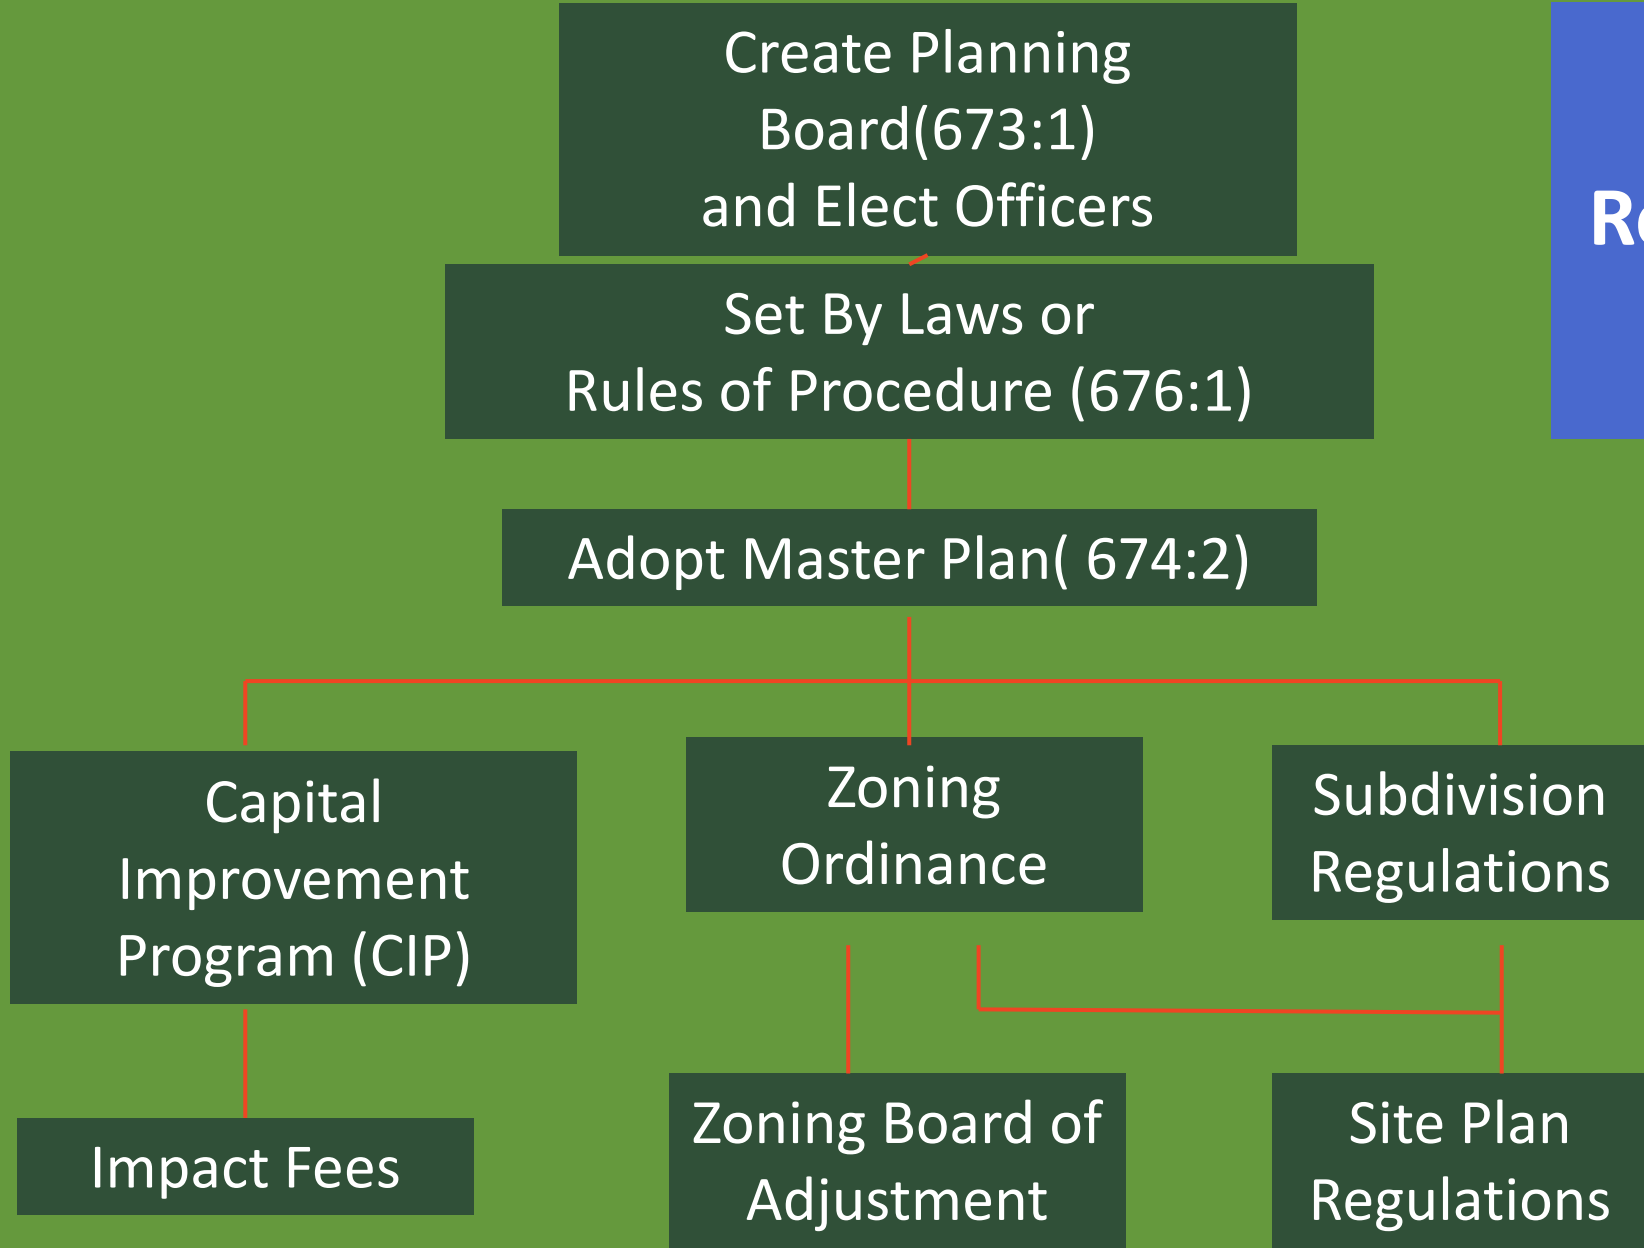 Create Planning
Board(673:1)
and Elect Officers
Set By Laws or
Rules of Procedure (676:1)
Adopt Master Plan( 674:2)
Capital
Improvement
Program (CIP)
Zoning
Ordinance
Subdivision
Regulations
Impact Fees
Zoning Board of
Adjustment
Site Plan
Regulations